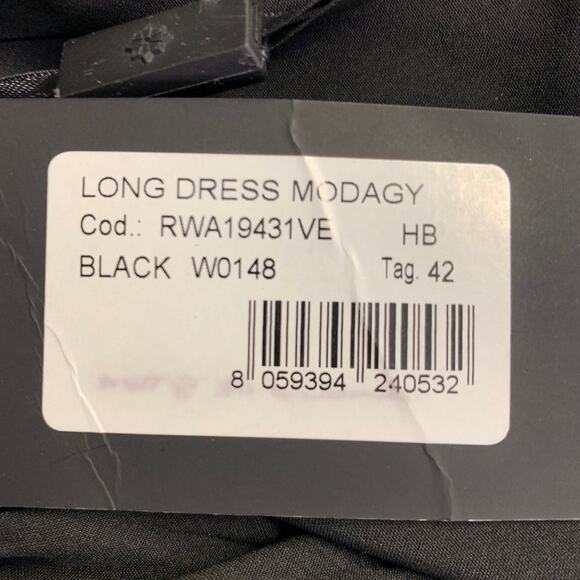 LONG DRESS MODAGY
Cod.: RWA19431VE HB
BLACK W0148 Tag. 42
8 059394 240532